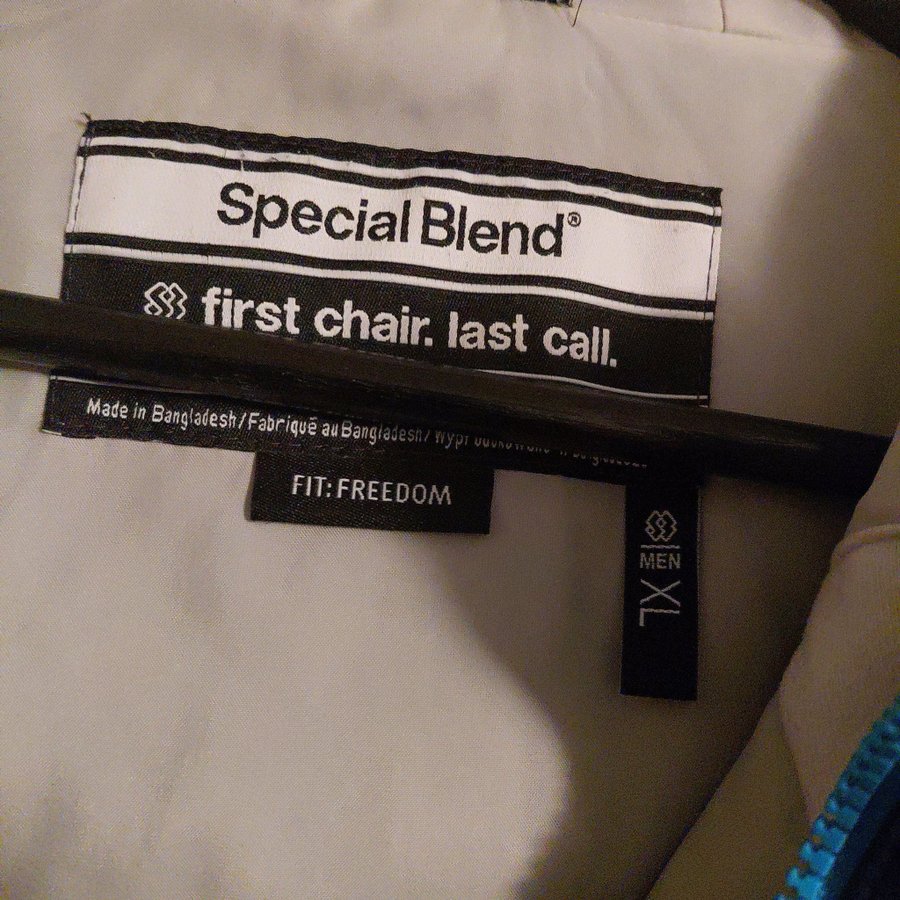 Special Blend®
first chair. last call.
Made in Bangladesh/Fabriqué au Bangladesh/
FIT: FREEDOM
MEN
XL